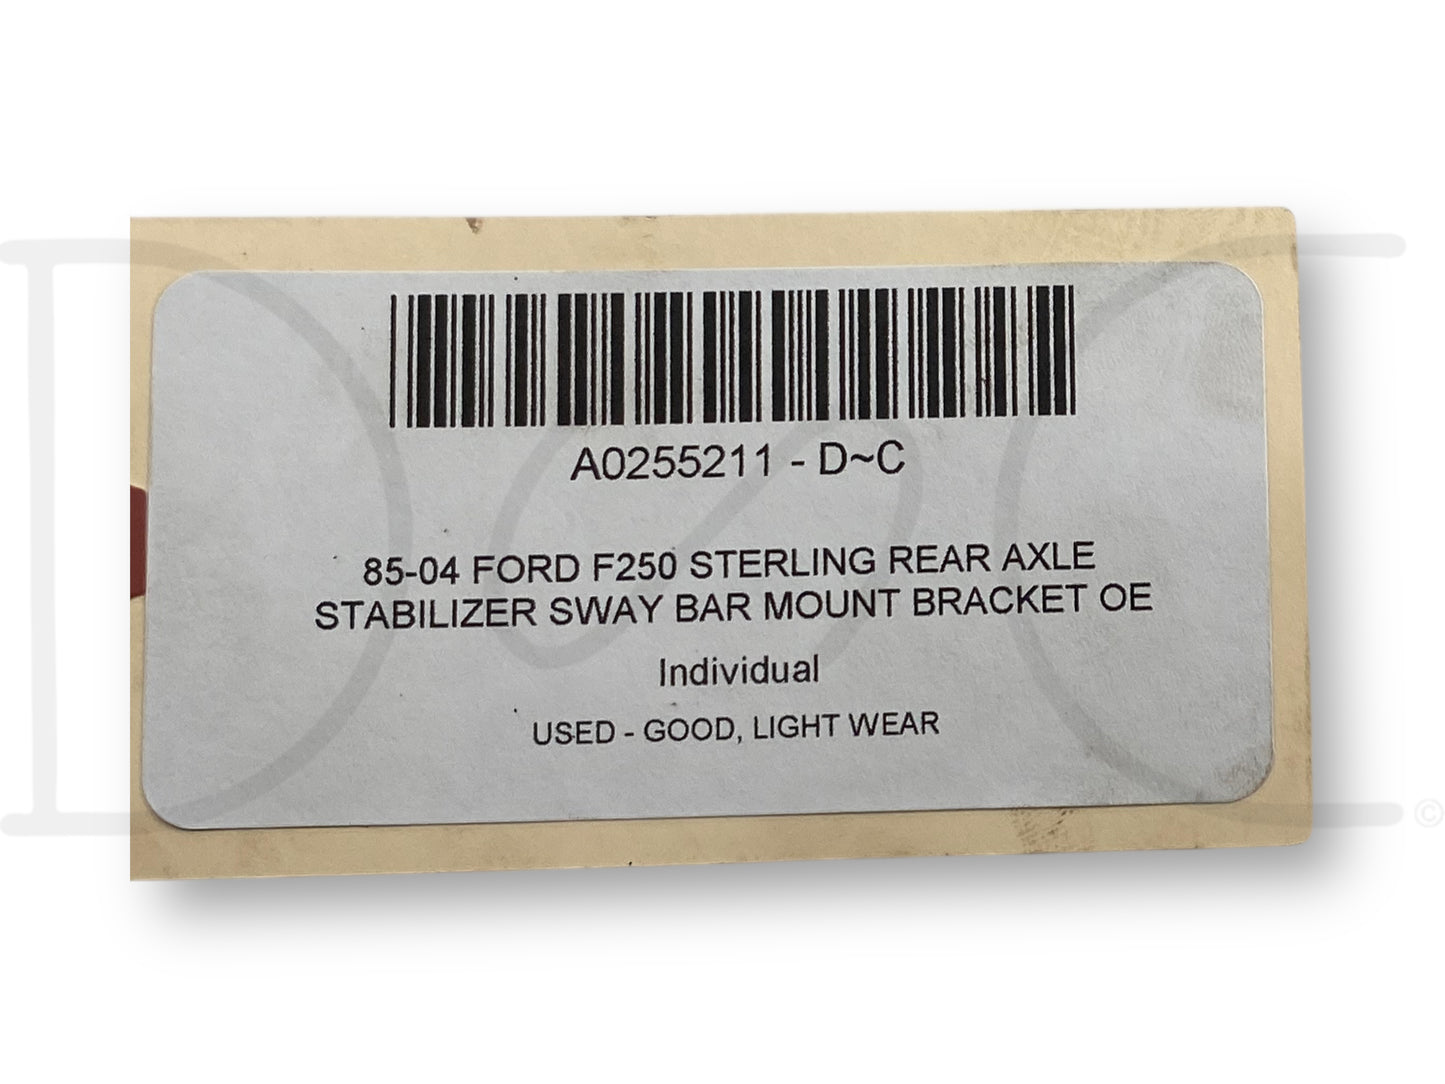 A0255211 - D~C
85-04 FORD F250 STERLING REAR AXLE
STABILIZER SWAY BAR MOUNT BRACKET OE
Individual
USED - GOOD, LIGHT WEAR
D~C
©